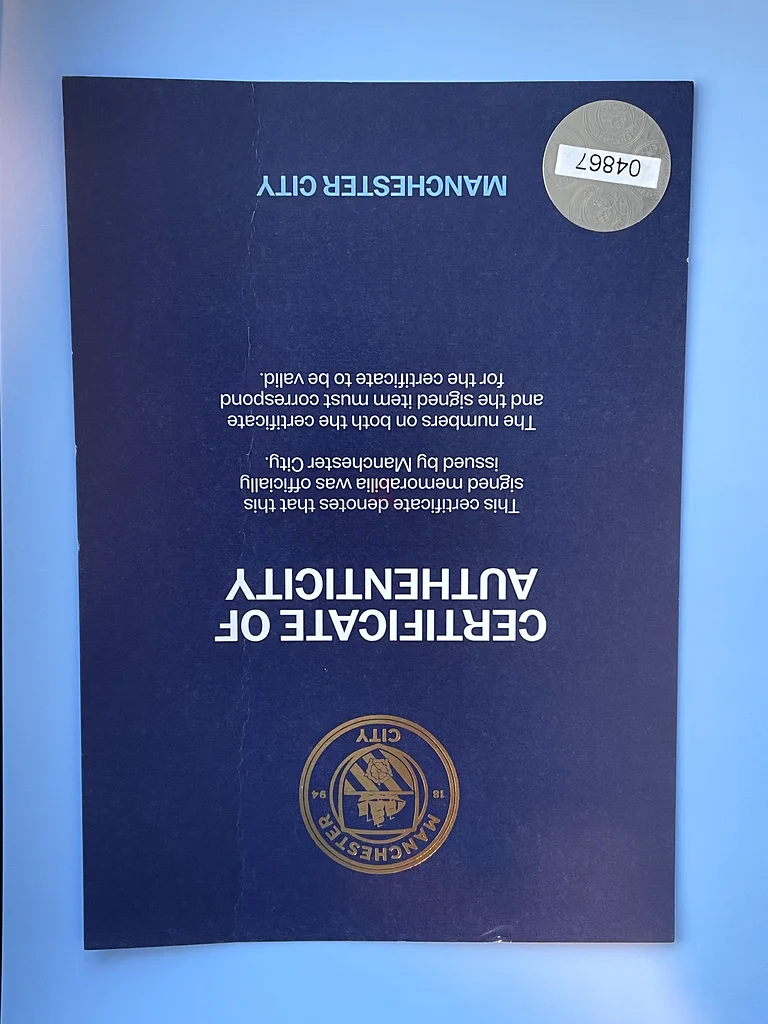 MANCHESTER
18 94
CITY
CERTIFICATE OF
AUTHENTICITY
This certificate denotes that this
signed memorabilia was officially
issued by Manchester City.
The numbers on both the certificate
and the signed item must correspond
for the certificate to be valid.
MANCHESTER CITY
04867